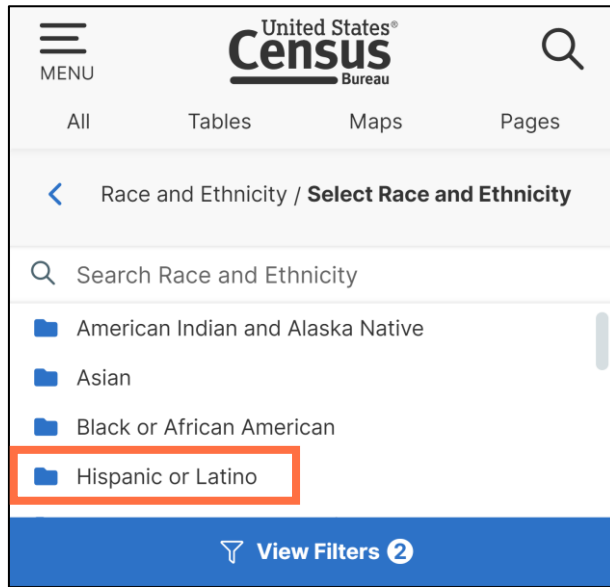 MENU
United States®
Census
Bureau
All Tables Maps Pages
Race and Ethnicity / Select Race and Ethnicity
Search Race and Ethnicity
American Indian and Alaska Native
Asian
Black or African American
Hispanic or Latino
View Filters 2